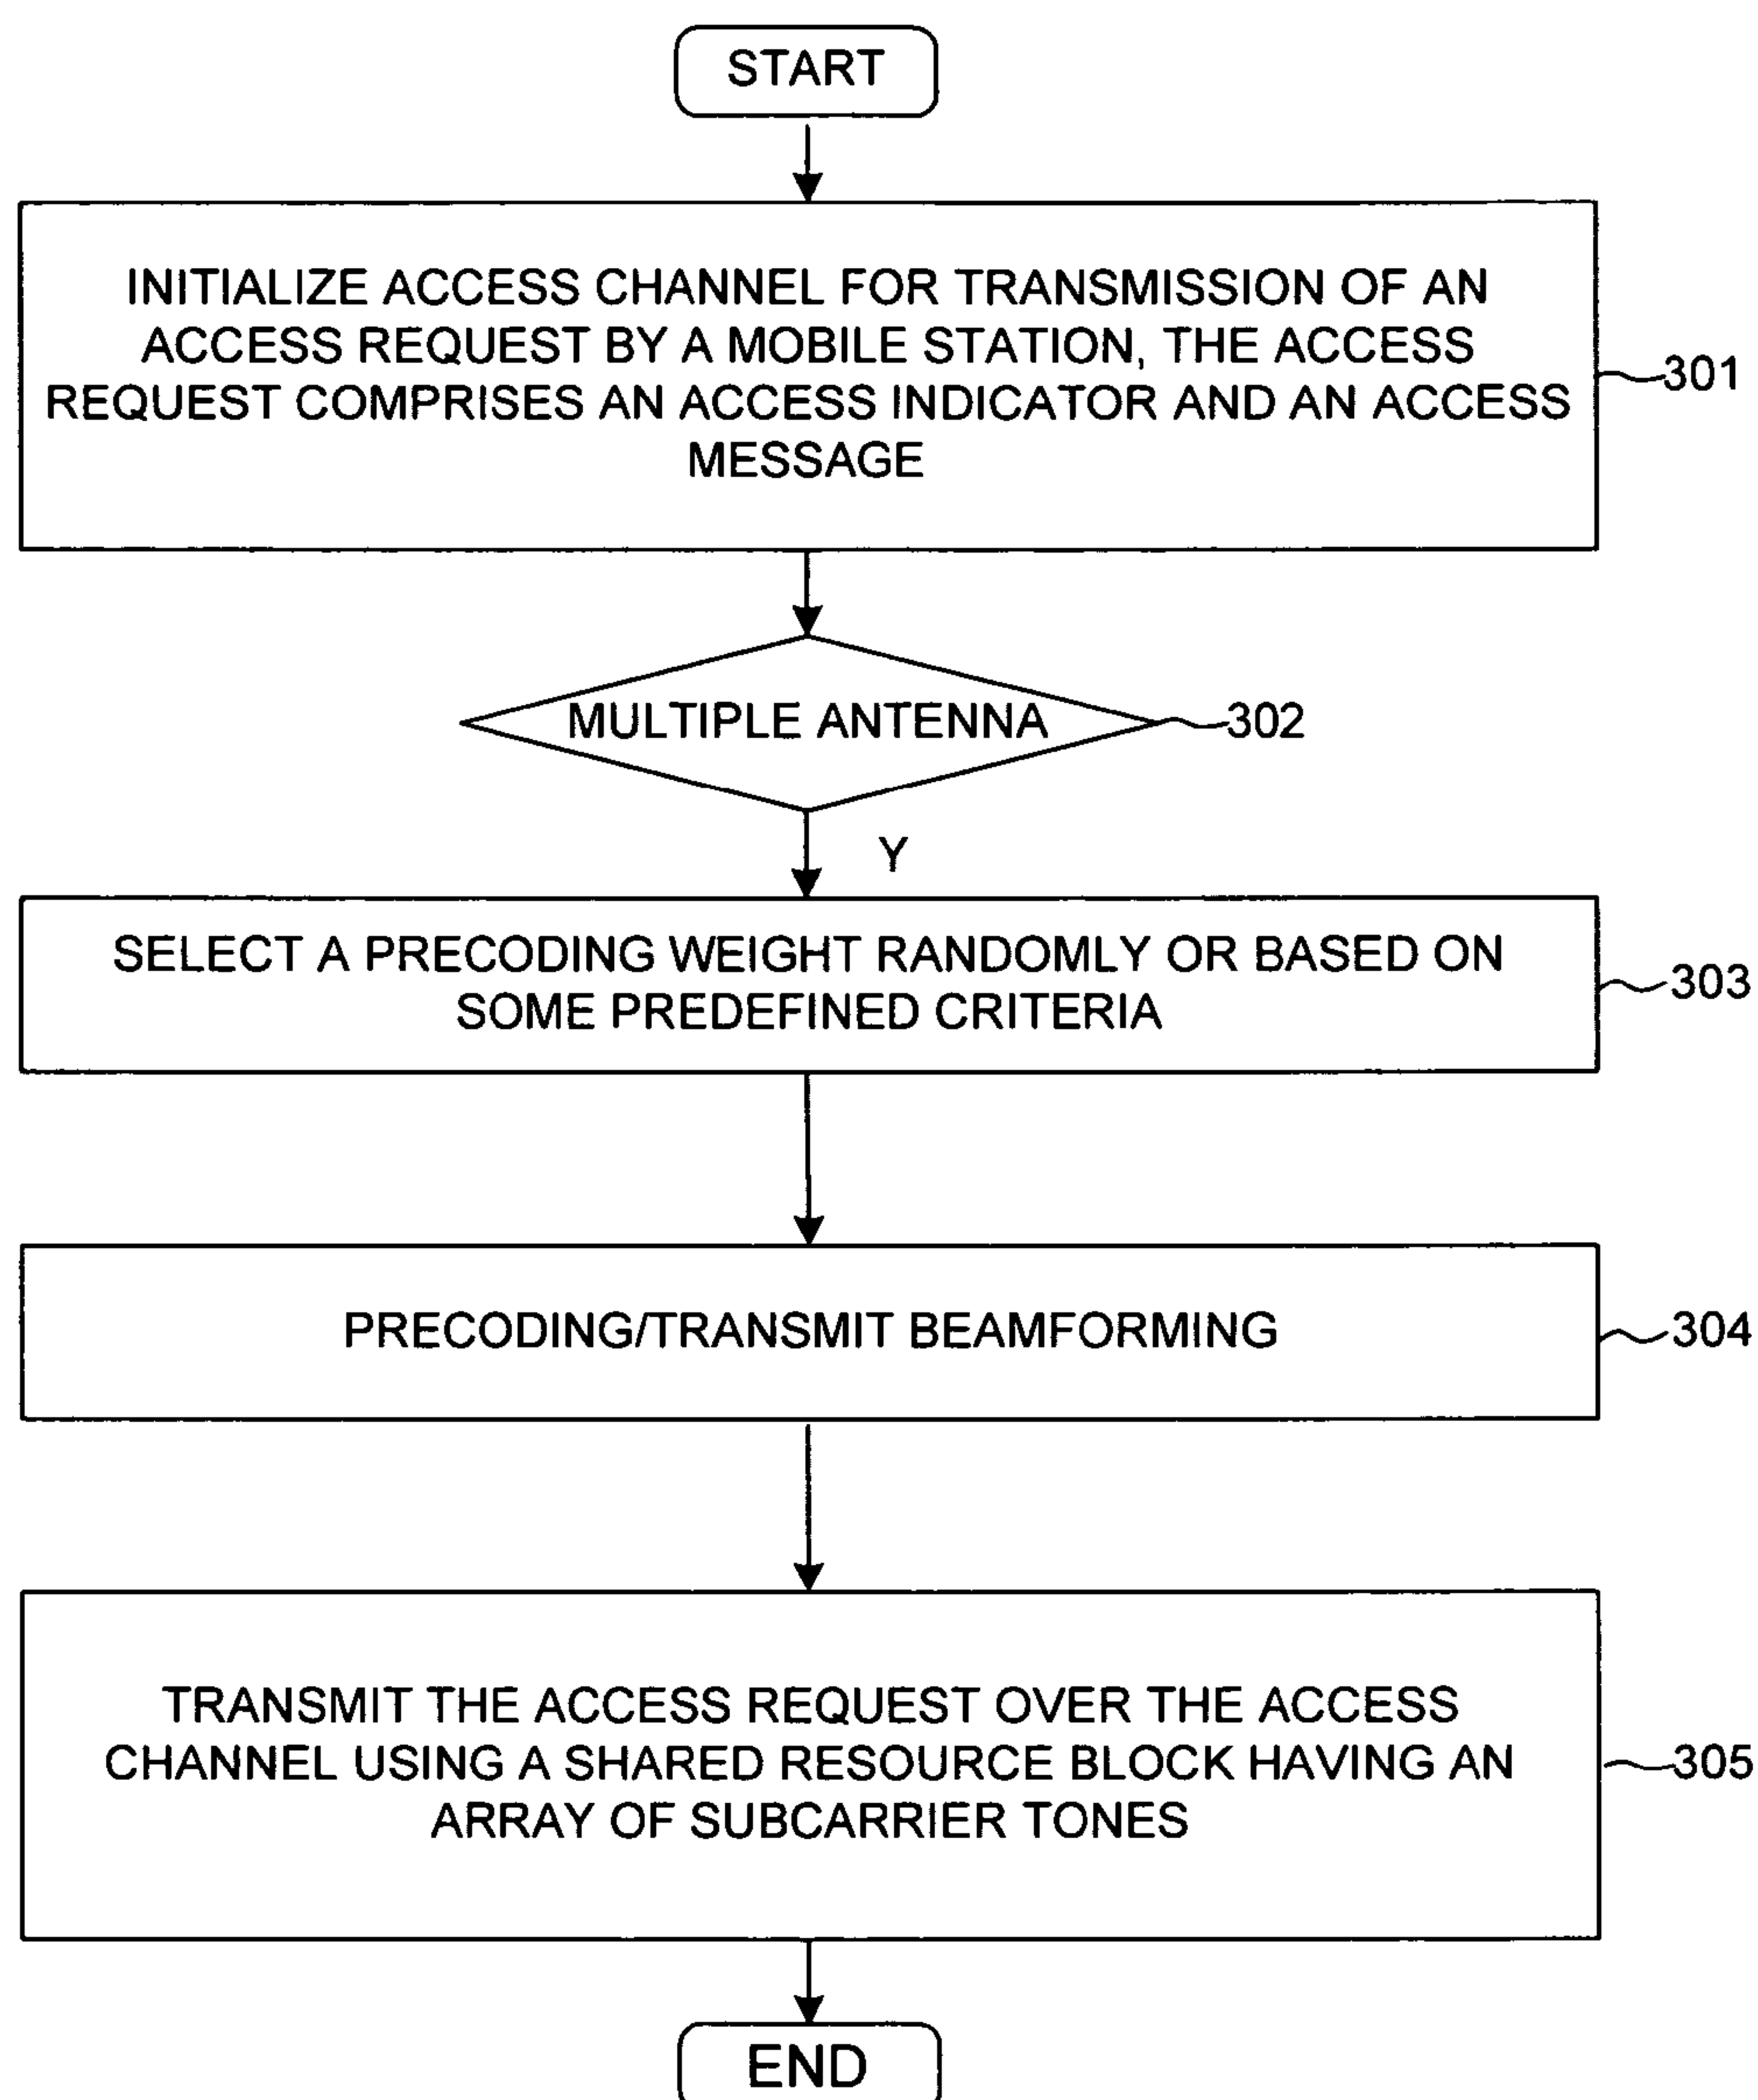 START
INITIALIZE ACCESS CHANNEL FOR TRANSMISSION OF AN
ACCESS REQUEST BY A MOBILE STATION, THE ACCESS
REQUEST COMPRISES AN ACCESS INDICATOR AND AN ACCESS
MESSAGE
301
MULTIPLE ANTENNA
302
Y
SELECT A PRECODING WEIGHT RANDOMLY OR BASED ON
SOME PREDEFINED CRITERIA
303
PRECODING/TRANSMIT BEAMFORMING
304
TRANSMIT THE ACCESS REQUEST OVER THE ACCESS
CHANNEL USING A SHARED RESOURCE BLOCK HAVING AN
ARRAY OF SUBCARRIER TONES
305
END